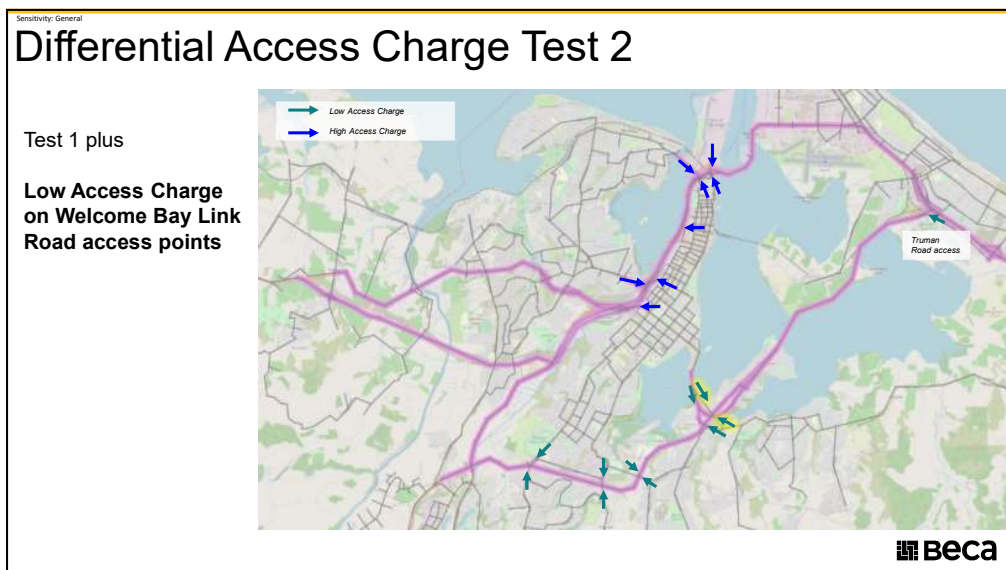 Sensitivity: General
Differential Access Charge Test 2
Test 1 plus
Low Access Charge
on Welcome Bay Link
Road access points
Low Access Charge
High Access Charge
Truman
Road access
Beca